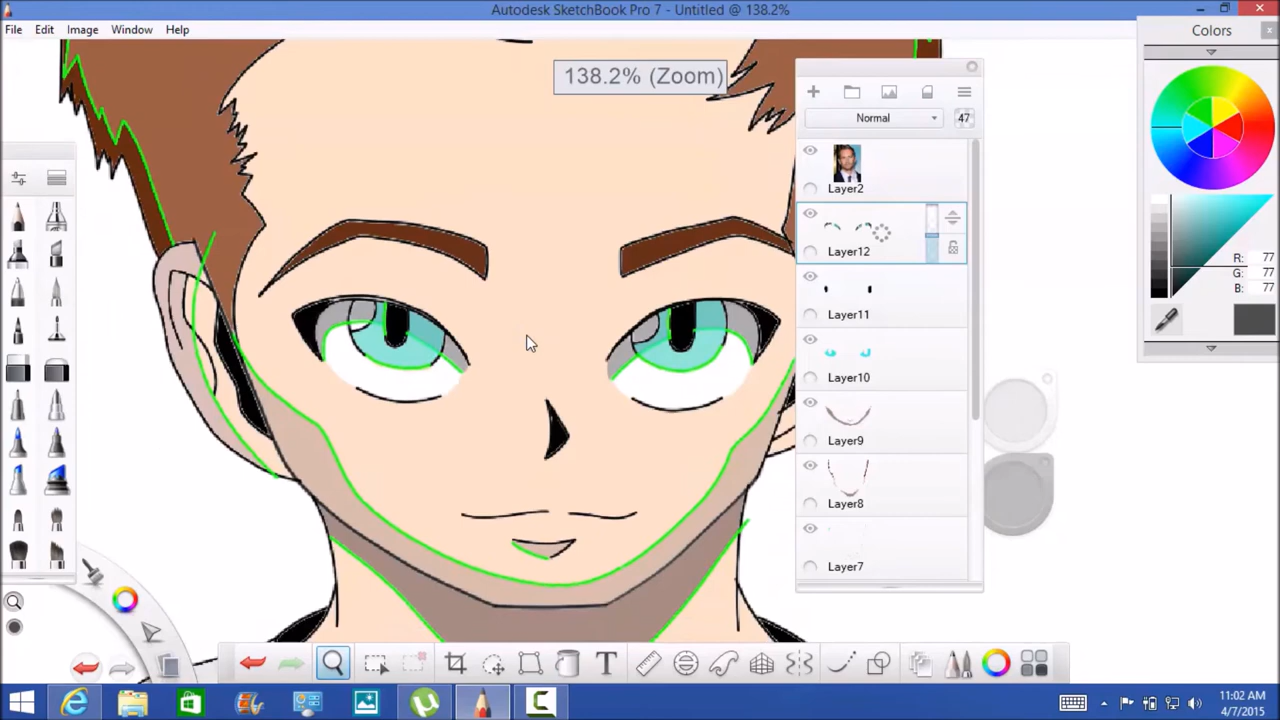 Autodesk SketchBook Pro 7 - Untitled @ 138.2%
File Edit Image Window Help
Colors
138.2% (Zoom)
Normal 47
Layer2
Layer12
Layer11
Layer10
Layer9
Layer8
Layer7
R: 77
G: 77
B: 77
11:02 AM
4/7/2015